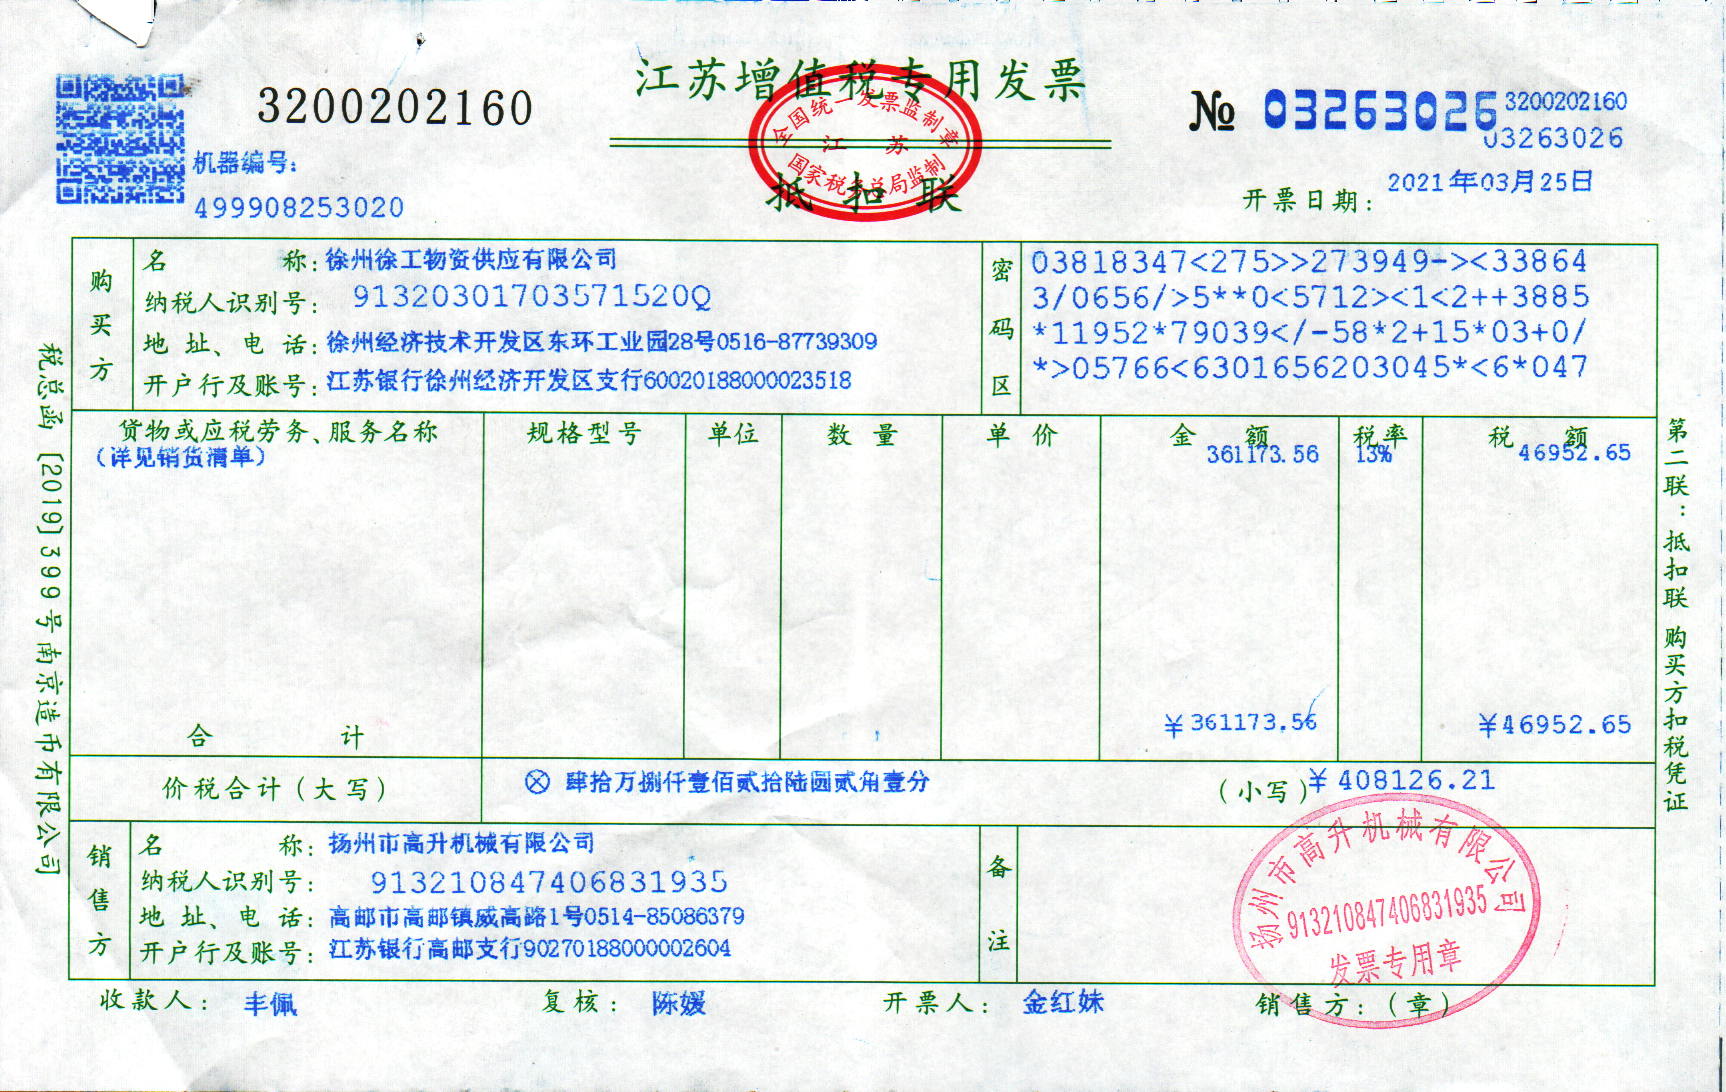 江苏增值税专用发票
3200202160
No 03263026 3200202160
03263026
全国统一发票监制章
江 苏
国家税务总局监制
机器编号:
499908253020
抵 扣 联
开票日期: 2021年03月25日
购买方
名 称: 徐州徐工物资供应有限公司
纳税人识别号: 91320301703571520Q
地 址、电 话: 徐州经济技术开发区东环工业园28号0516-87739309
开户行及账号: 江苏银行徐州经济开发区支行60020188000023518
密码区
03818347<275>>273949-><33864
3/0656/>5**0<5712><1<2++3885
*11952*79039</-58*2+15*03+0/
*>05766<6301656203045*<6*047
货物或应税劳务、服务名称 规格型号 单位 数 量 单 价 金 额 税率 税 额
(详见销货清单) 361173.56 13% 46952.65
合 计 ¥361173.56 ¥46952.65
价税合计(大写) ⊗ 肆拾万捌仟壹佰贰拾陆圆贰角壹分 (小写) ¥408126.21
销售方
名 称: 扬州市高升机械有限公司
纳税人识别号: 913210847406831935
地 址、电 话: 高邮市高邮镇威高路1号0514-85086379
开户行及账号: 江苏银行高邮支行90270188000002604
备注
扬州市高升机械有限公司
913210847406831935
发票专用章
收款人: 丰佩 复核: 陈媛 开票人: 金红妹 销售方:(章)
税总函[2019]399号南京造币有限公司
第二联:抵扣联 购买方扣税凭证